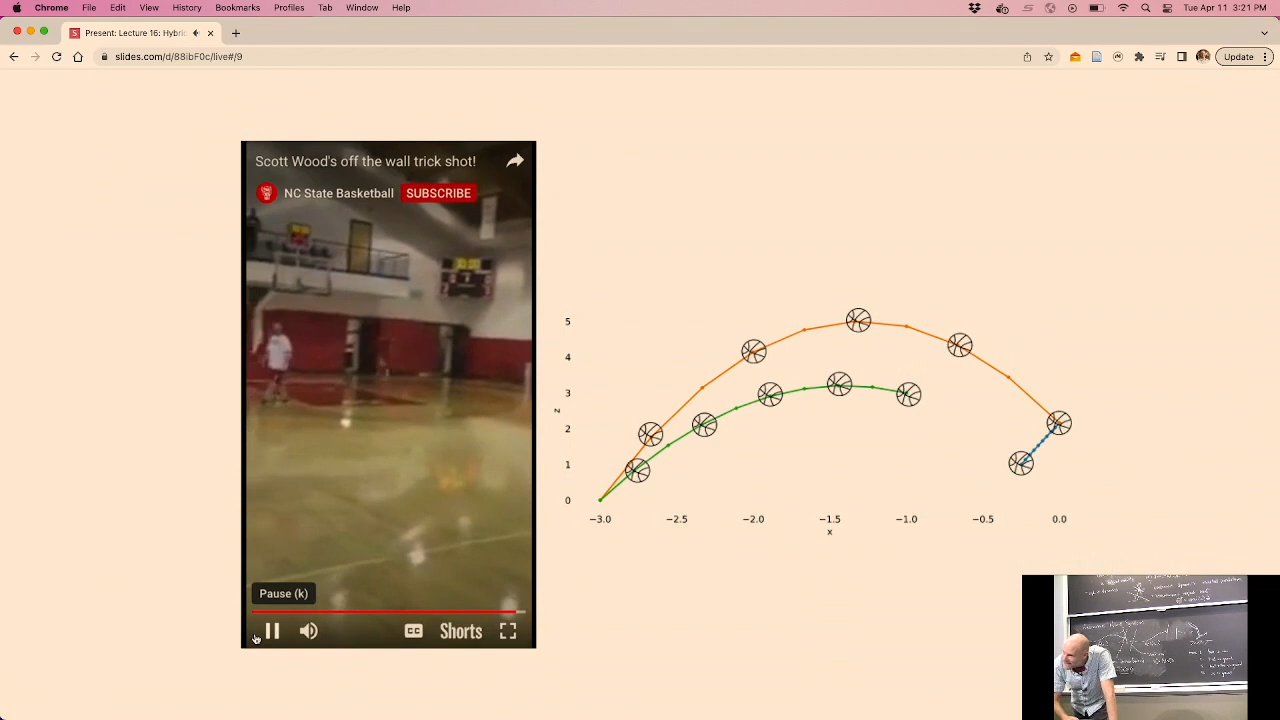 Chrome File Edit View History Bookmarks Profiles Tab Window Help Tue Apr 11 3:21 PM
Present: Lecture 16: Hybri
slides.com/d/88ibF0c/live#/9 Update
Scott Wood's off the wall trick shot!
NC State Basketball SUBSCRIBE
Pause (k)
CC Shorts
5
4
3
z
2
1
0
−3.0 −2.5 −2.0 −1.5 −1.0 −0.5 0.0
x